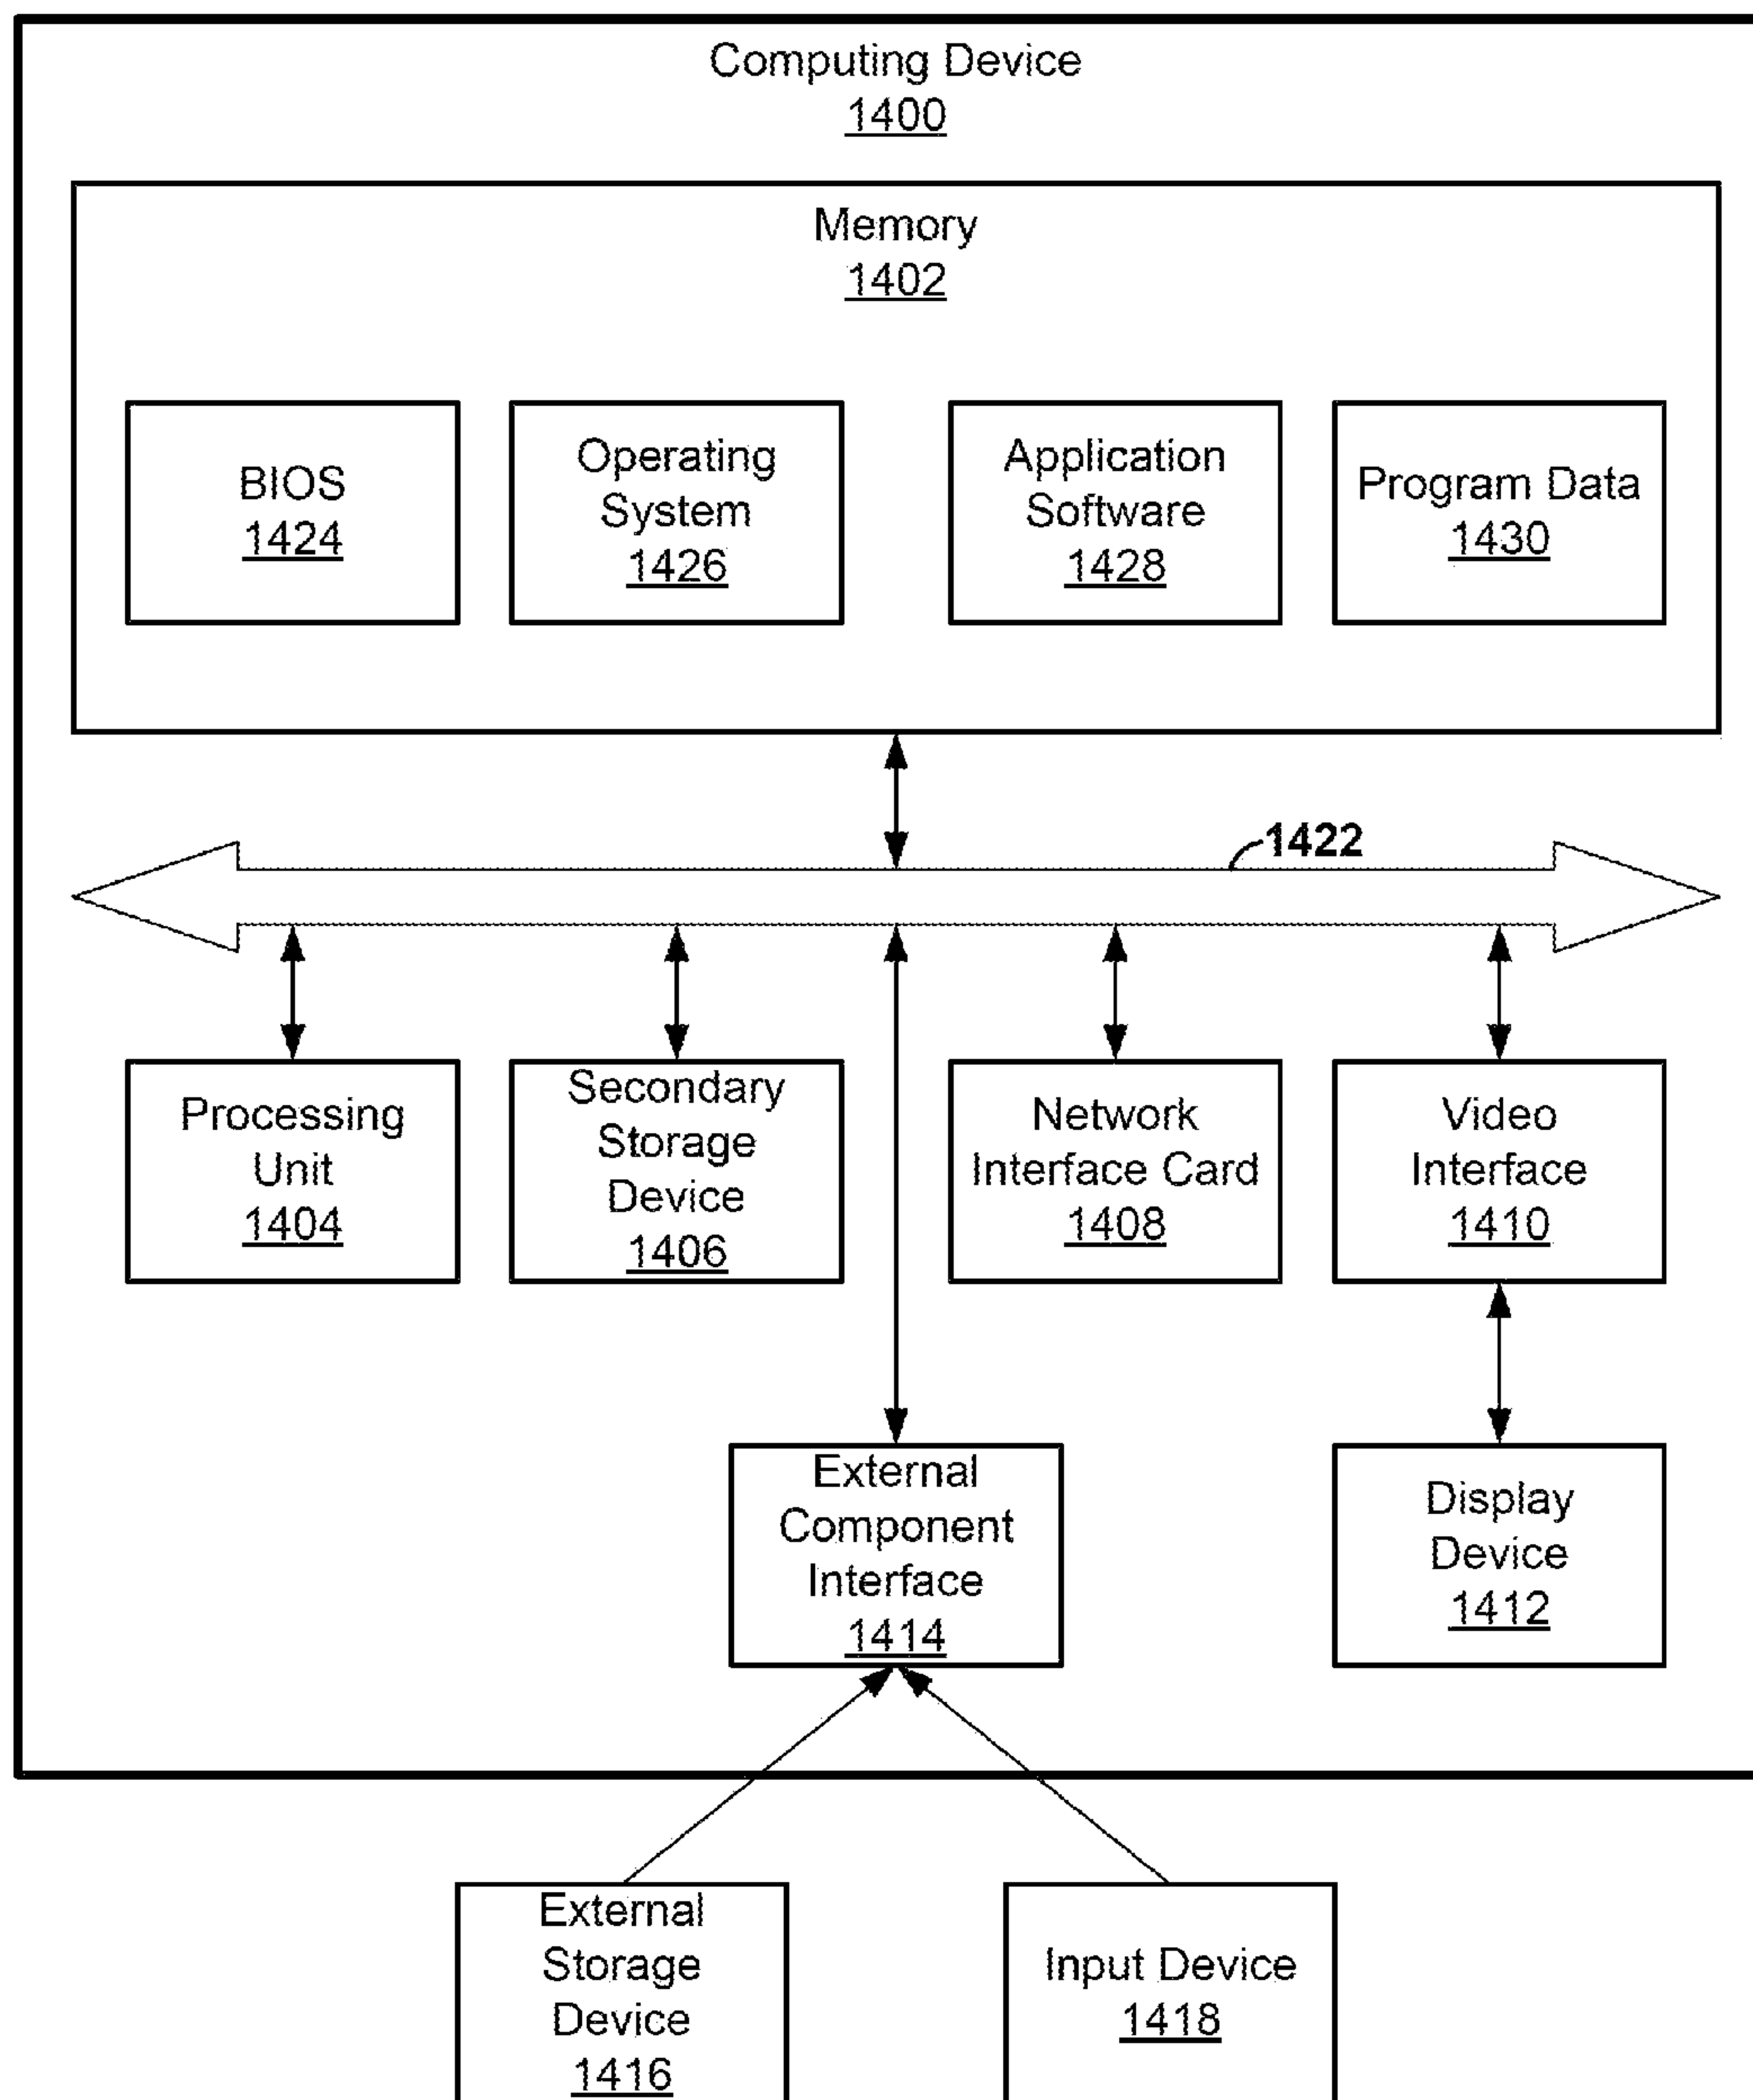 Computing Device
1400
Memory
1402
BIOS
1424
Operating
System
1426
Application
Software
1428
Program Data
1430
1422
Processing
Unit
1404
Secondary
Storage
Device
1406
Network
Interface Card
1408
Video
Interface
1410
External
Component
Interface
1414
Display
Device
1412
External
Storage
Device
1416
Input Device
1418